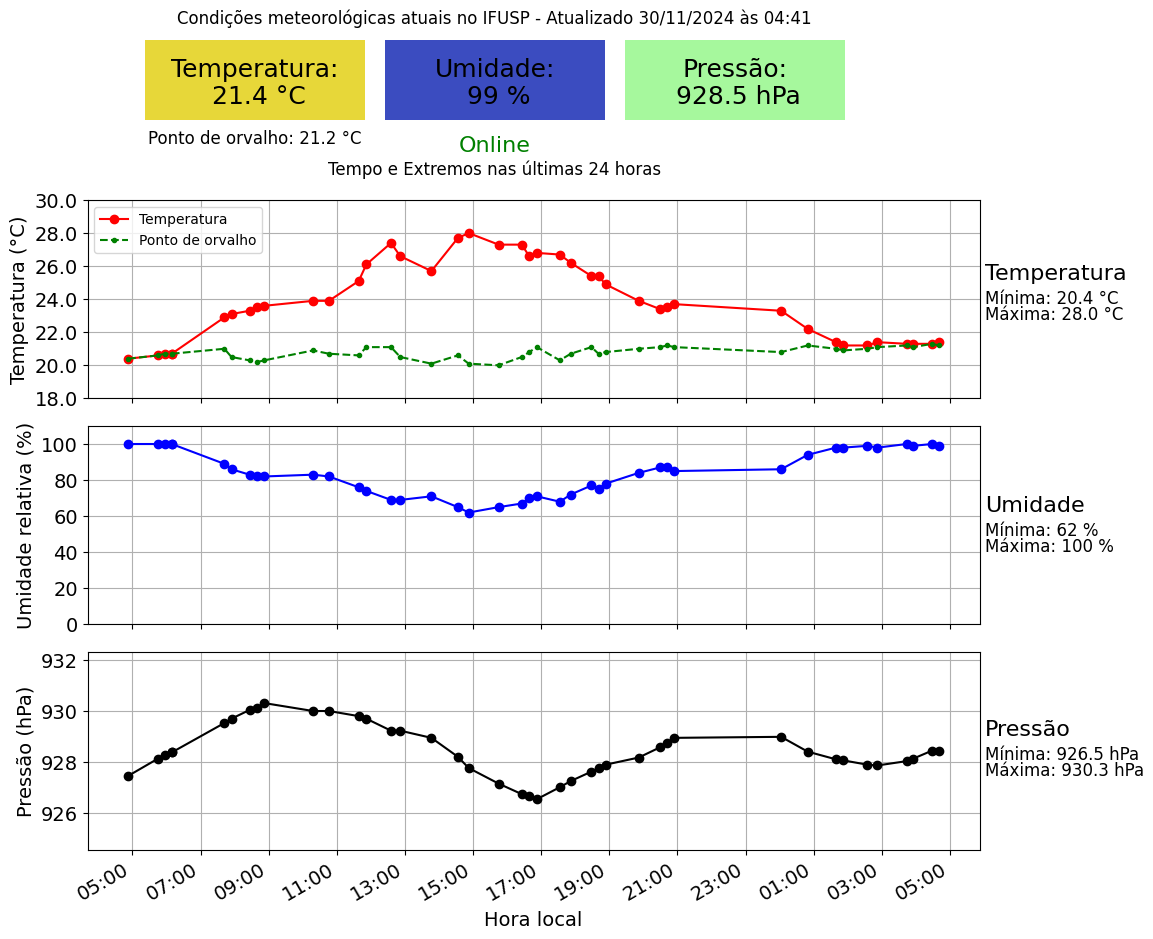 Condições meteorológicas atuais no IFUSP - Atualizado 30/11/2024 às 04:41
Temperatura:
21.4 °C
Umidade:
99 %
Pressão:
928.5 hPa
Ponto de orvalho: 21.2 °C
Online
Tempo e Extremos nas últimas 24 horas
Temperatura (°C)
30.0
28.0
26.0
24.0
22.0
20.0
18.0
Temperatura
Ponto de orvalho
Temperatura
Mínima: 20.4 °C
Máxima: 28.0 °C
Umidade relativa (%)
100
80
60
40
20
0
Umidade
Mínima: 62 %
Máxima: 100 %
Pressão (hPa)
932
930
928
926
Pressão
Mínima: 926.5 hPa
Máxima: 930.3 hPa
05:00 07:00 09:00 11:00 13:00 15:00 17:00 19:00 21:00 23:00 01:00 03:00 05:00
Hora local